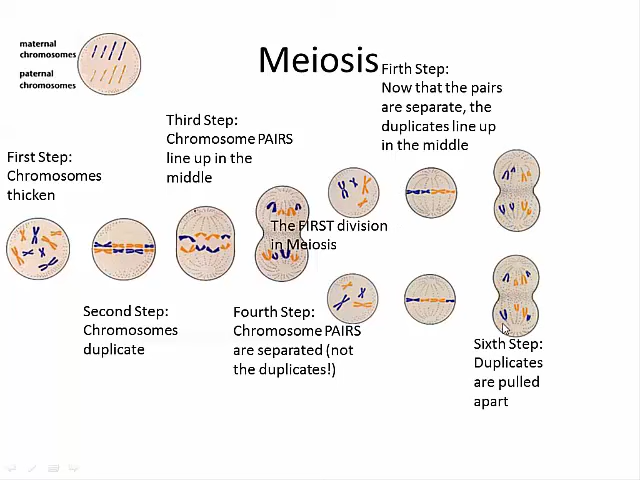 Meiosis
maternal
chromosomes
paternal
chromosomes
First Step:
Chromosomes
thicken
Second Step:
Chromosomes
duplicate
Third Step:
Chromosome PAIRS
line up in the
middle
Fourth Step:
Chromosome PAIRS
are separated (not
the duplicates!)
The FIRST division
in Meiosis
Firth Step:
Now that the pairs
are separate, the
duplicates line up
in the middle
Sixth Step:
Duplicates
are pulled
apart